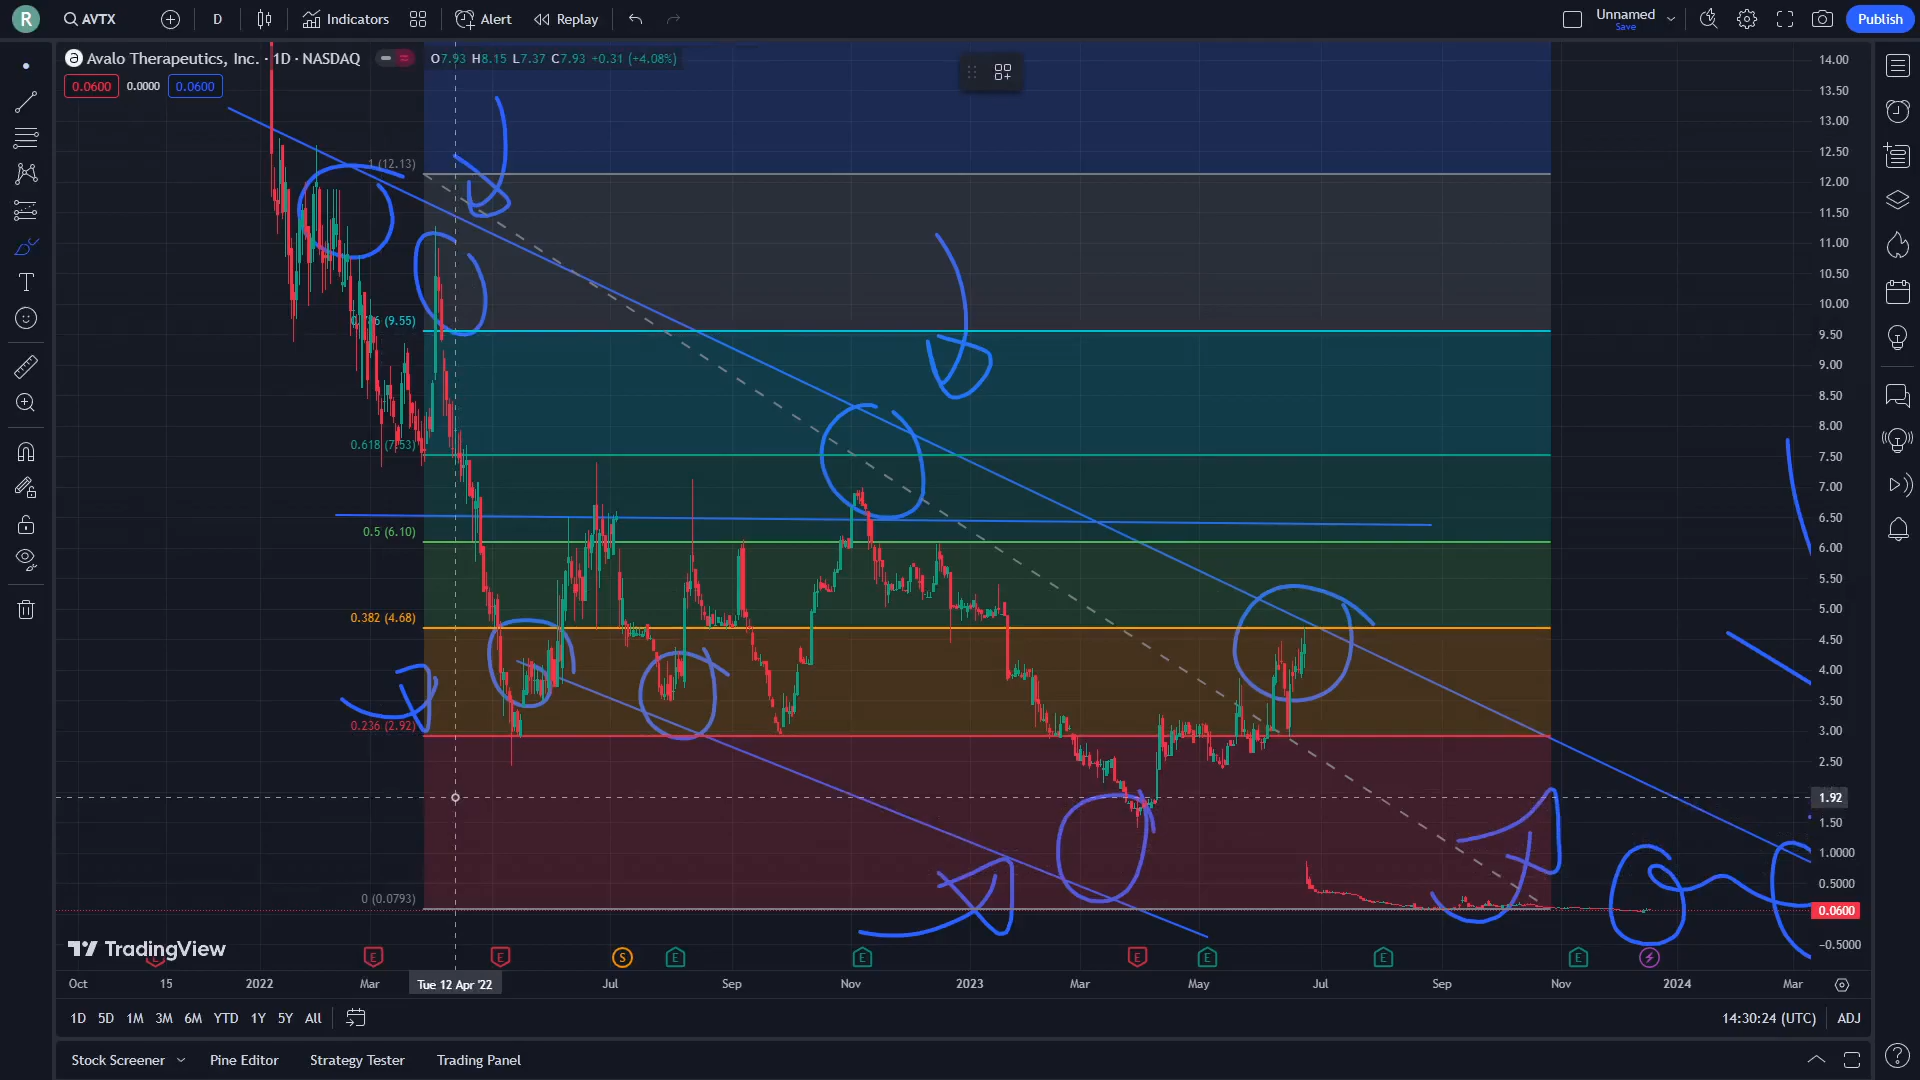 R
AVTX
D
Indicators
Alert
Replay
Unnamed
Save
Publish
Avalo Therapeutics, Inc. · 1D · NASDAQ
O7.93 H8.15 L7.37 C7.93 +0.31 (+4.08%)
0.0600
0.0000
0.0600
1 (12.13)
(9.55)
0.618 (7.53)
0.5 (6.10)
0.382 (4.68)
0.236 (2.92)
0 (0.0793)
14.00
13.50
13.00
12.50
12.00
11.50
11.00
10.50
10.00
9.50
9.00
8.50
8.00
7.50
7.00
6.50
6.00
5.50
5.00
4.50
4.00
3.50
3.00
2.50
1.92
1.50
1.0000
0.5000
0.0600
-0.5000
TradingView
E
E
S
E
E
E
E
E
E
Oct
15
2022
Mar
Tue 12 Apr '22
Jul
Sep
Nov
2023
Mar
May
Jul
Sep
Nov
2024
Mar
1D
5D
1M
3M
6M
YTD
1Y
5Y
All
14:30:24 (UTC)
ADJ
Stock Screener
Pine Editor
Strategy Tester
Trading Panel